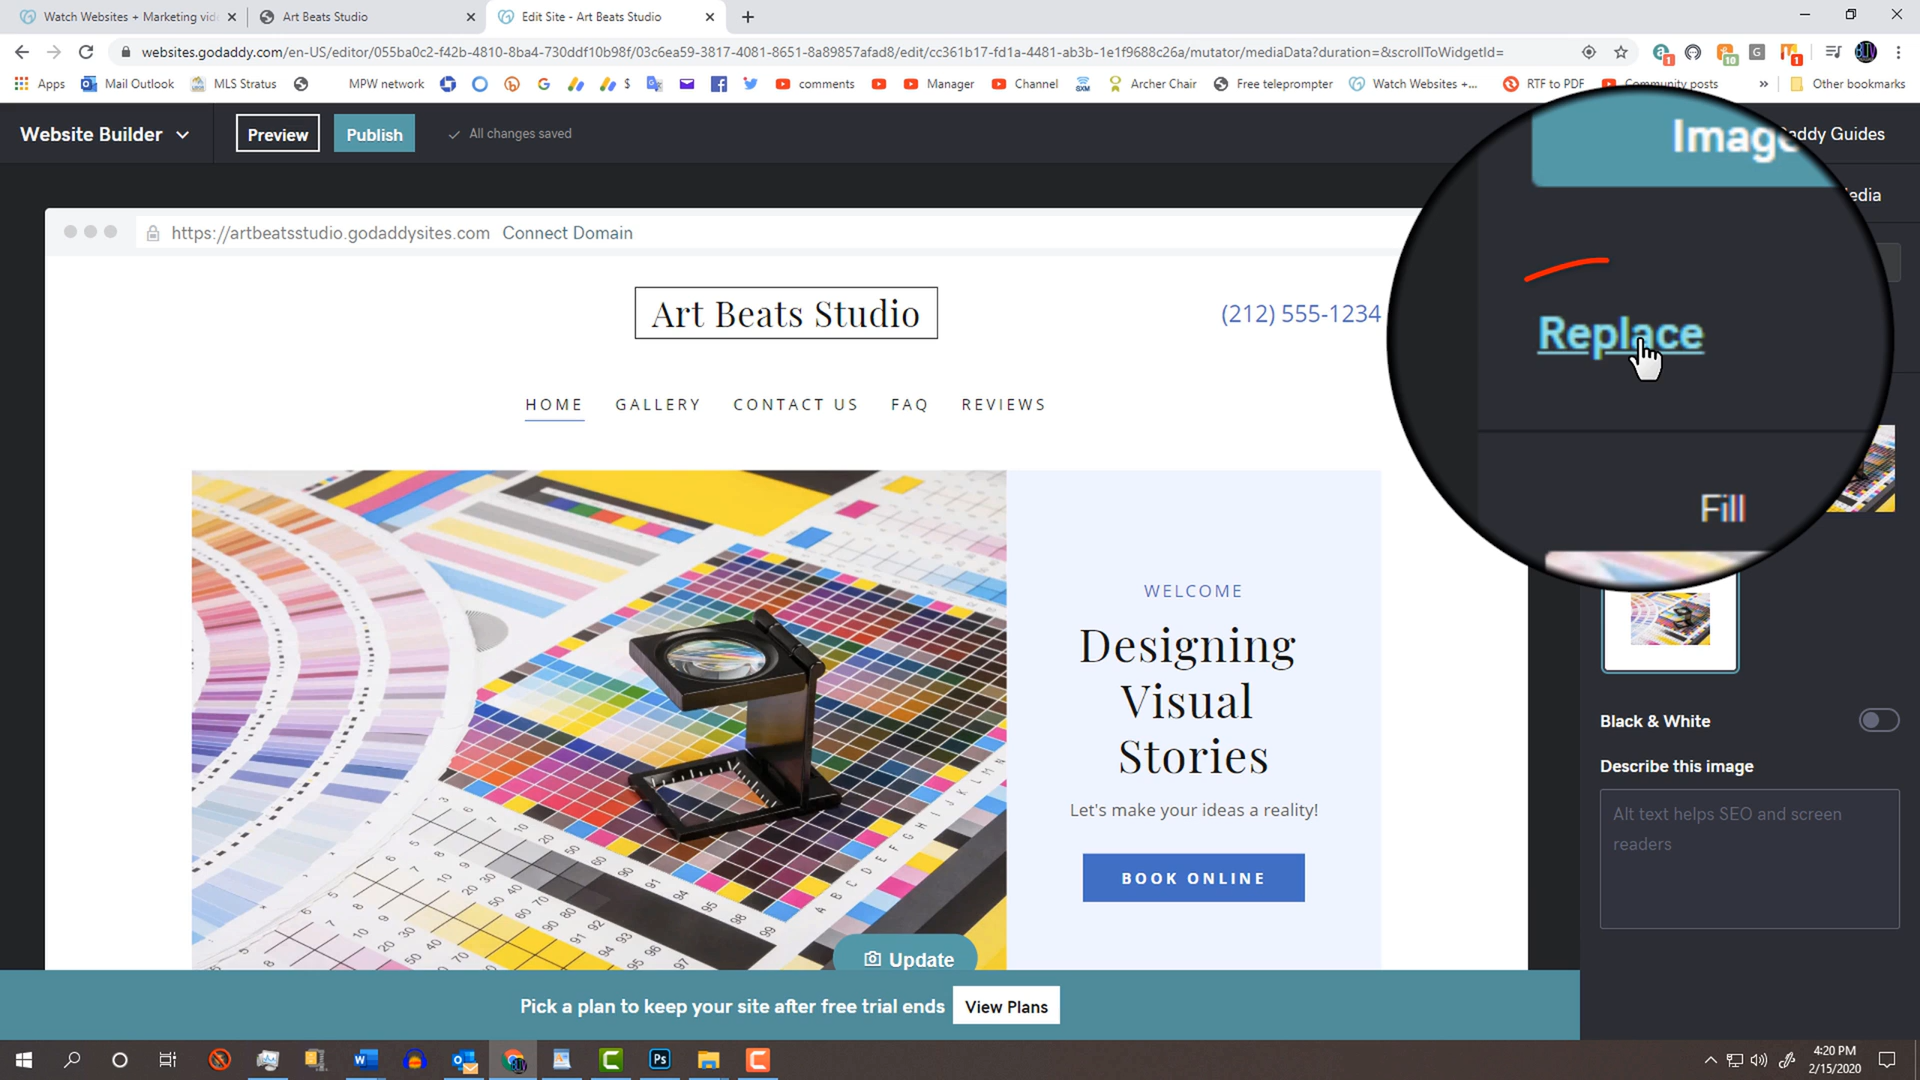 Watch Websites + Marketing vid
Art Beats Studio
Edit Site - Art Beats Studio
websites.godaddy.com/en-US/editor/055ba0c2-f42b-4810-8ba4-730ddf10b98f/03c6ea59-3817-4081-8651-8a89857afad8/edit/cc361b17-fd1a-4481-ab3b-1e1f9688c26a/mutator/mediaData?duration=&scrollToWidgetId=
Apps
Mail Outlook
MLS Stratus
MPW network
$
comments
Manager
Channel
Archer Chair
Free teleprompter
Watch Websites +...
RTF to PDF
Community posts
»
Other bookmarks
Website Builder
Preview
Publish
All changes saved
Image
addy Guides
edia
https://artbeatsstudio.godaddysites.com
Connect Domain
Art Beats Studio
(212) 555-1234
Replace
HOME
GALLERY
CONTACT US
FAQ
REVIEWS
Fill
WELCOME
Designing
Visual
Stories
Let's make your ideas a reality!
BOOK ONLINE
Update
Black & White
Describe this image
Alt text helps SEO and screen
readers
Pick a plan to keep your site after free trial ends
View Plans
4:20 PM
2/15/2020